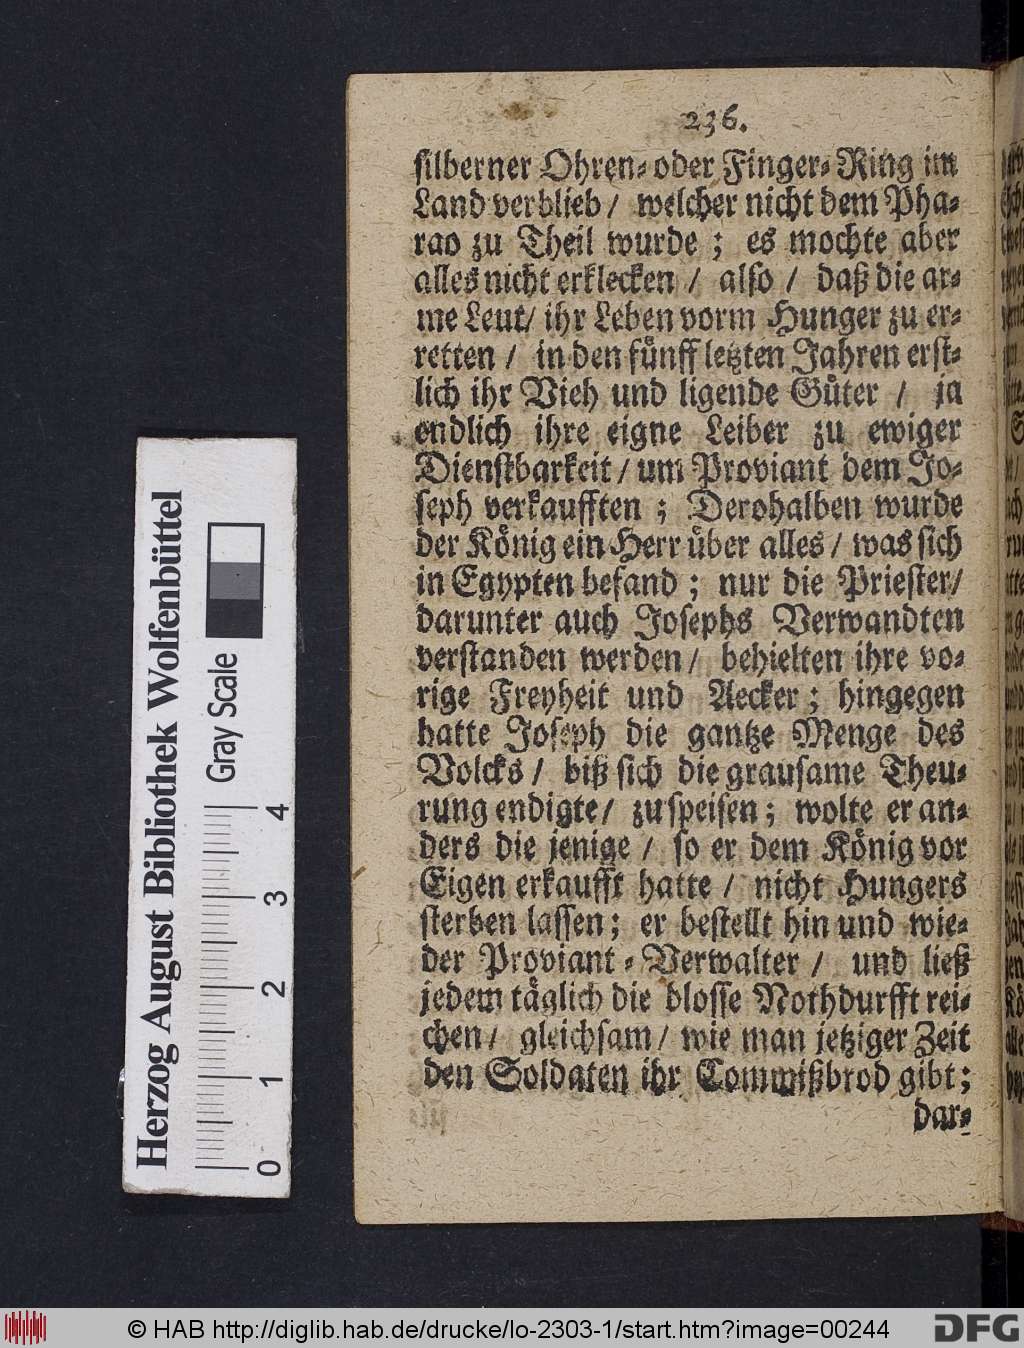 236.
silberner Ohren- oder Finger-Ring im
Land verblieb / welcher nicht dem Pha-
rao zu Theil wurde ; es mochte aber
alles nicht erklecken / also / daß die ar-
me Leut / ihr Leben vorm Hunger zu er-
retten / in den fünff letzten Jahren erst-
lich ihr Vieh und ligende Güter / ja
endlich ihre eigne Leiber zu ewiger
Dienstbarkeit / um Proviant dem Jo-
seph verkaufften ; Derohalben wurde
der König ein Herr über alles / was sich
in Egypten befand ; nur die Priester /
darunter auch Josephs Verwandten
verstanden werden / behielten ihre vo-
rige Freyheit und Aecker ; hingegen
hatte Joseph die gantze Menge des
Volcks / biß sich die grausame Theu-
rung endigte / zu speisen ; wolte er an-
ders die jenige / so er dem König vor
Eigen erkaufft hatte / nicht Hungers
sterben lassen ; er bestellt hin und wie-
der Proviant-Verwalter / und ließ
jedem täglich die blosse Nothdurfft rei-
chen / gleichsam / wie man jetziger Zeit
den Soldaten ihr Commißbrod gibt ;
dar-
Herzog August Bibliothek Wolfenbüttel
Gray Scale
0 1 2 3 4
© HAB http://diglib.hab.de/drucke/lo-2303-1/start.htm?image=00244
DFG